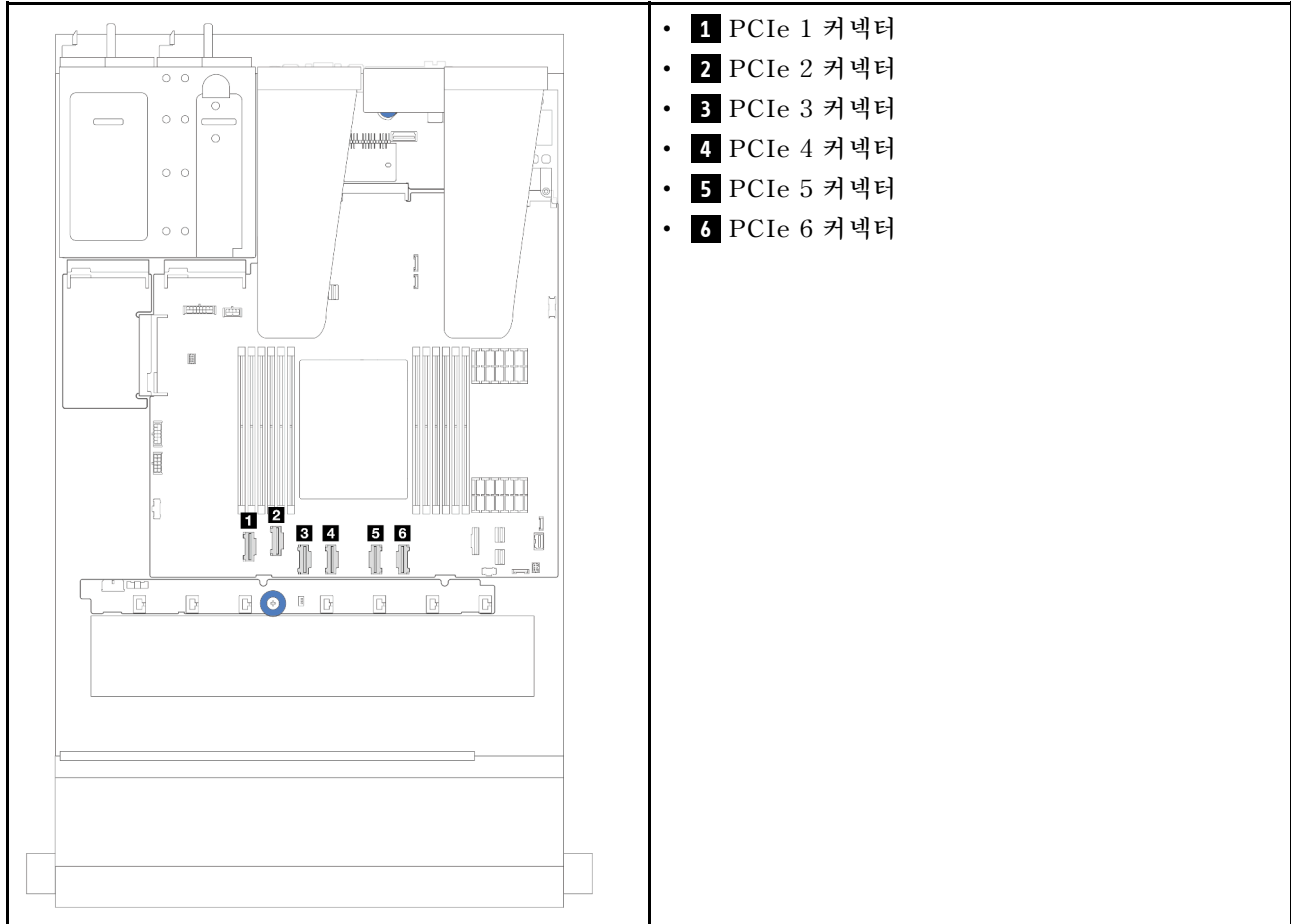 • 1 PCIe 1 커넥터
• 2 PCIe 2 커넥터
• 3 PCIe 3 커넥터
• 4 PCIe 4 커넥터
• 5 PCIe 5 커넥터
• 6 PCIe 6 커넥터
1
2
3
4
5
6